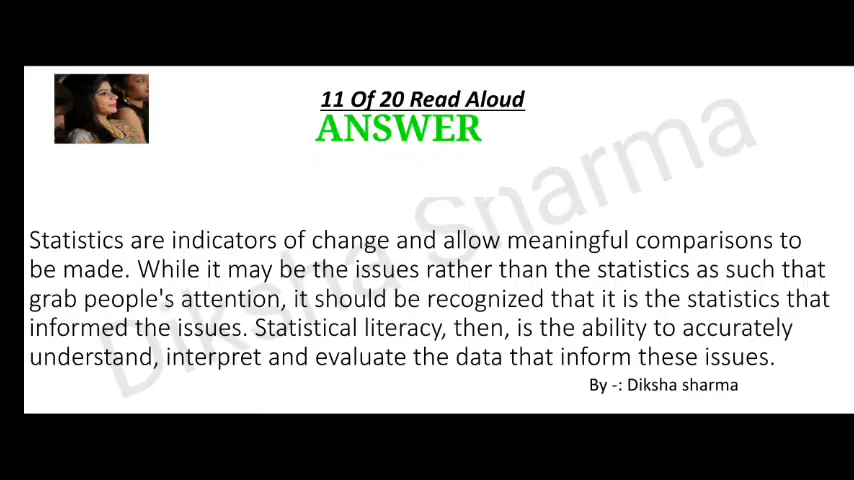 11 Of 20 Read Aloud
ANSWER
Diksha Sharma
Statistics are indicators of change and allow meaningful comparisons to
be made. While it may be the issues rather than the statistics as such that
grab people's attention, it should be recognized that it is the statistics that
informed the issues. Statistical literacy, then, is the ability to accurately
understand, interpret and evaluate the data that inform these issues.
By -: Diksha sharma